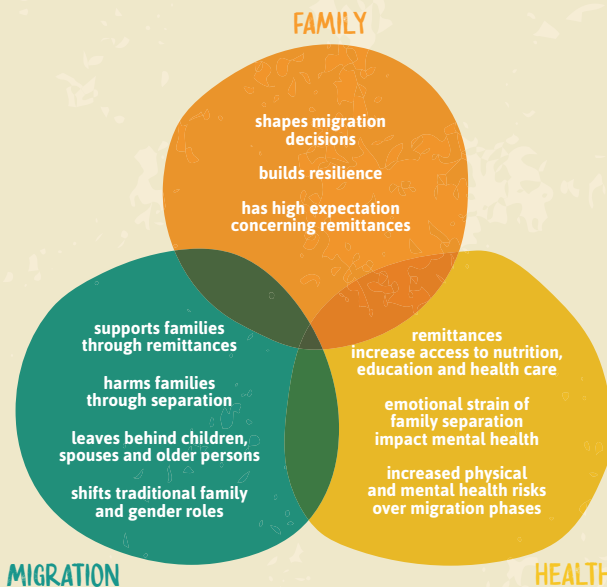 FAMILY
shapes migration
decisions
builds resilience
has high expectation
concerning remittances
supports families
through remittances
harms families
through separation
leaves behind children,
spouses and older persons
shifts traditional family
and gender roles
remittances
increase access to nutrition,
education and health care
emotional strain of
family separation
impact mental health
increased physical
and mental health risks
over migration phases
MIGRATION
HEALTH